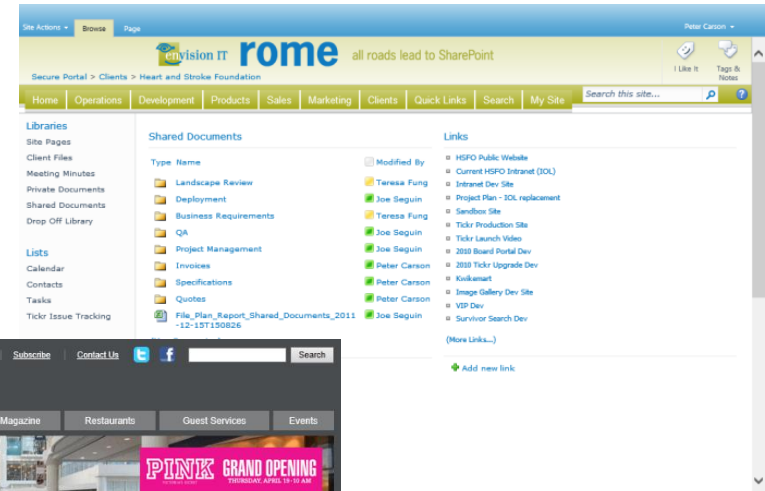 Site Actions Browse Page Peter Carson
envision IT rome all roads lead to SharePoint
I Like It Tags & Notes
Secure Portal > Clients > Heart and Stroke Foundation
Home Operations Development Products Sales Marketing Clients Quick Links Search My Site Search this site...
Libraries
Site Pages
Client Files
Meeting Minutes
Private Documents
Shared Documents
Drop Off Library
Lists
Calendar
Contacts
Tasks
Tickr Issue Tracking
Shared Documents
Type Name Modified By
Landscape Review Teresa Fung
Deployment Joe Seguin
Business Requirements Teresa Fung
QA Joe Seguin
Project Management Joe Seguin
Invoices Peter Carson
Specifications Peter Carson
Quotes Peter Carson
File_Plan_Report_Shared_Documents_2011 Joe Seguin
-12-15T150826
Links
HSFO Public Website
Current HSFO Intranet (IOL)
Intranet Dev Site
Project Plan - IOL replacement
Sandbox Site
Tickr Production Site
Tickr Launch Video
2010 Board Portal Dev
2010 Tickr Upgrade Dev
Kwikemart
Image Gallery Dev Site
VIP Dev
Survivor Search Dev
(More Links...)
Add new link
Subscribe Contact Us Search
Magazine Restaurants Guest Services Events
PINK GRAND OPENING
THURSDAY, APRIL 18 - 10 AM